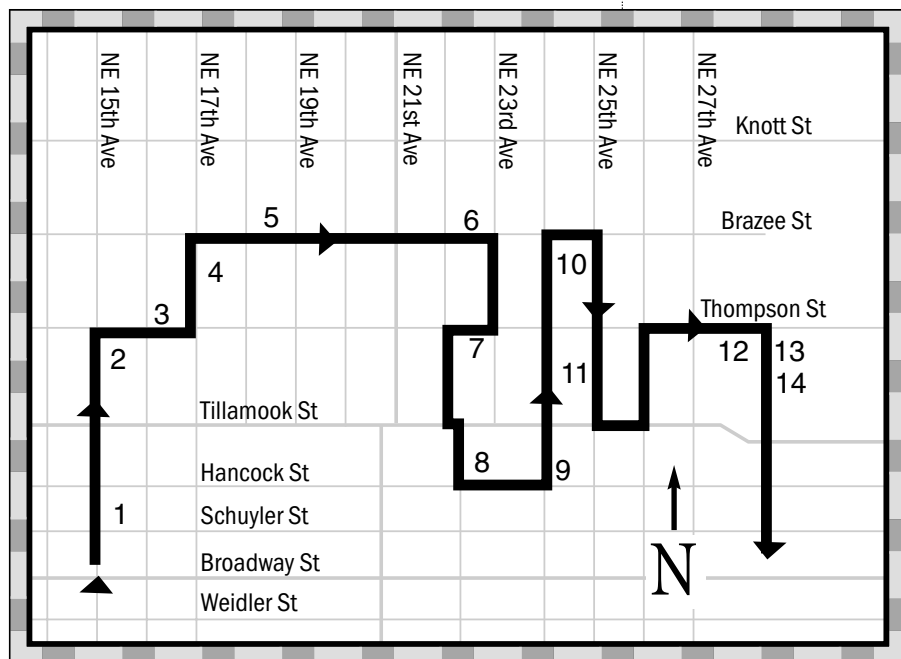 NE 15th Ave
NE 17th Ave
NE 19th Ave
NE 21st Ave
NE 23rd Ave
NE 25th Ave
NE 27th Ave
Knott St
Brazee St
5
6
4
10
Thompson St
3
2
7
11
12
13
14
Tillamook St
Hancock St
8
9
1
Schuyler St
Broadway St
N
Weidler St